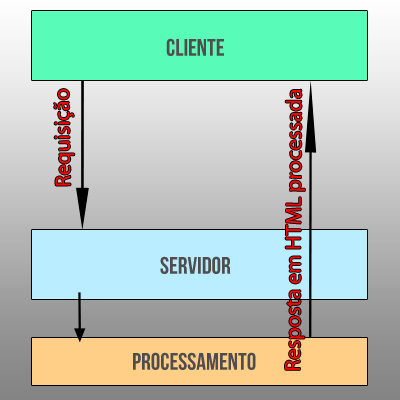 CLIENTE
Requisição
Resposta em HTML processada
SERVIDOR
PROCESSAMENTO